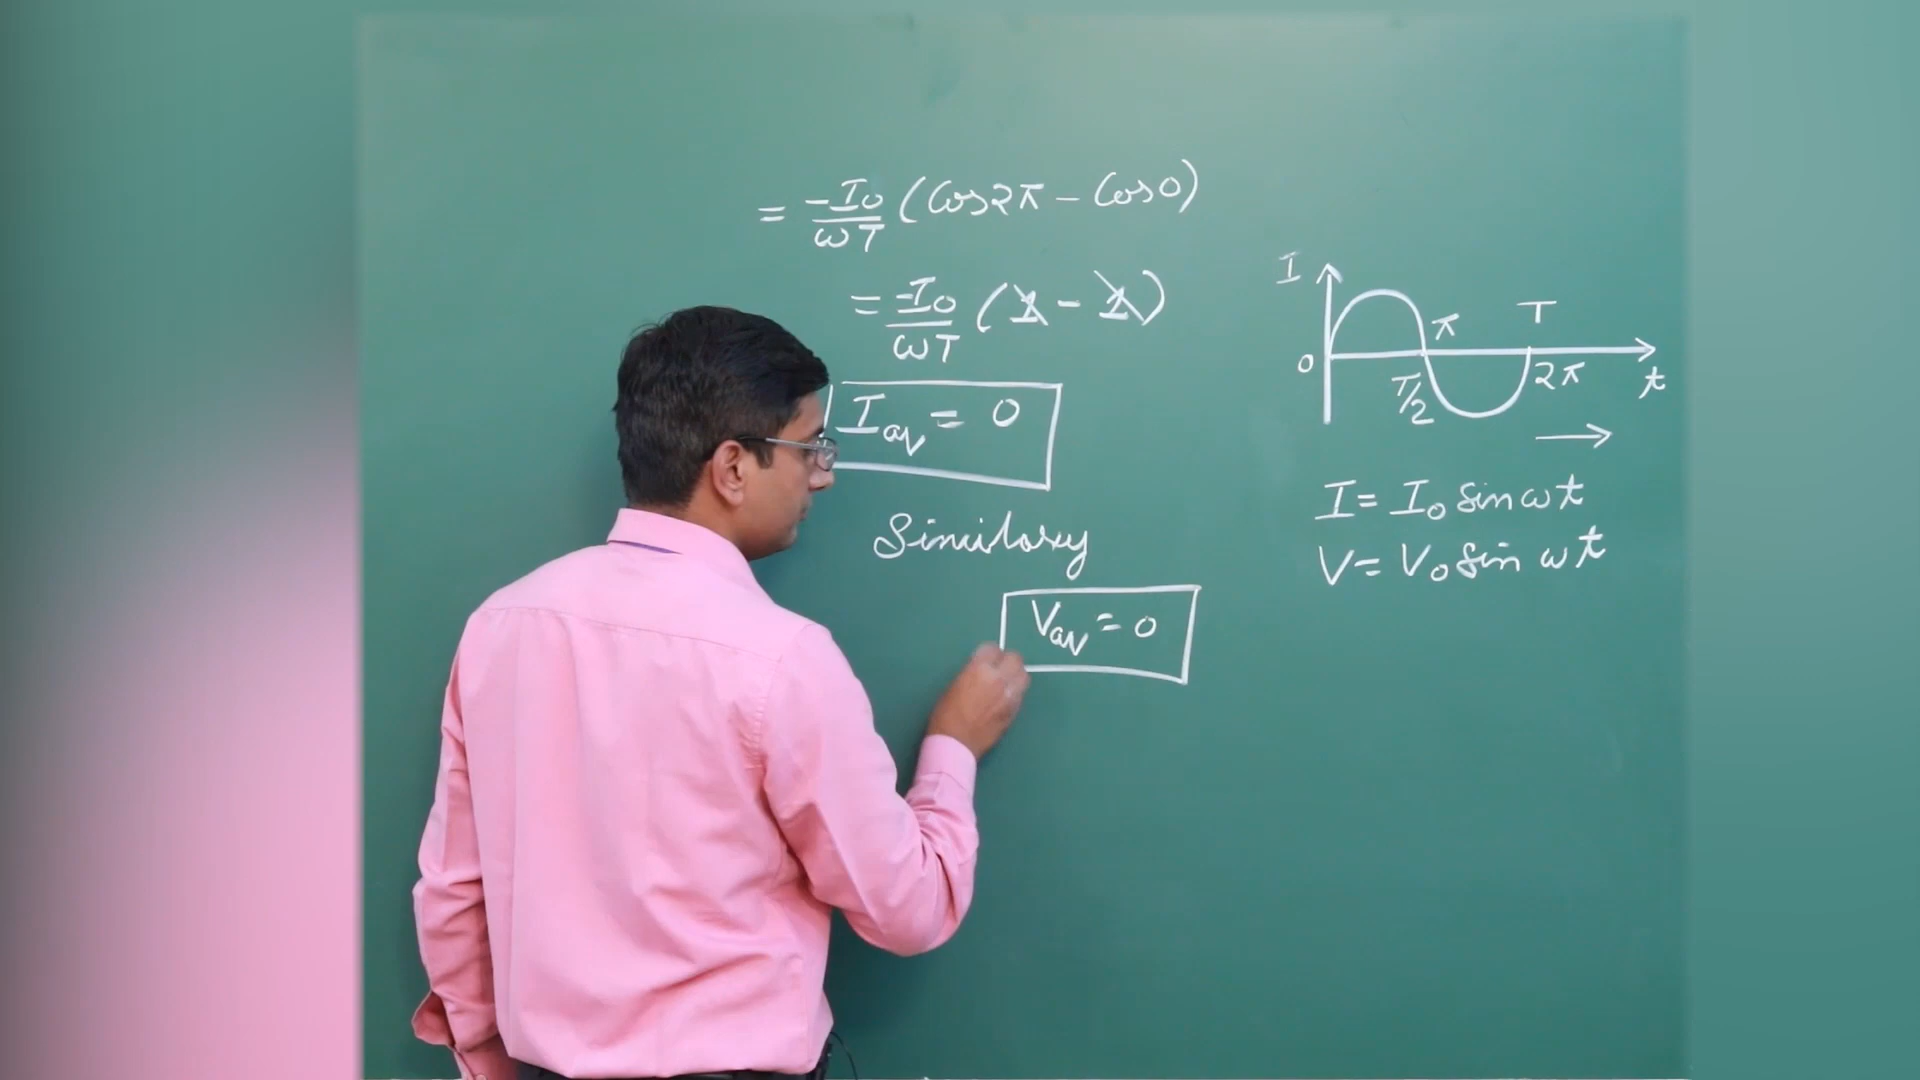 = -I₀/ωT (Cos2π - Cos0)
= -I₀/ωT (1 - 1)
Iav = 0
Similarly
Vav = 0
I
0
π
T
T/2
2π
t
I = I₀ Sin ωt
V = V₀ Sin ωt